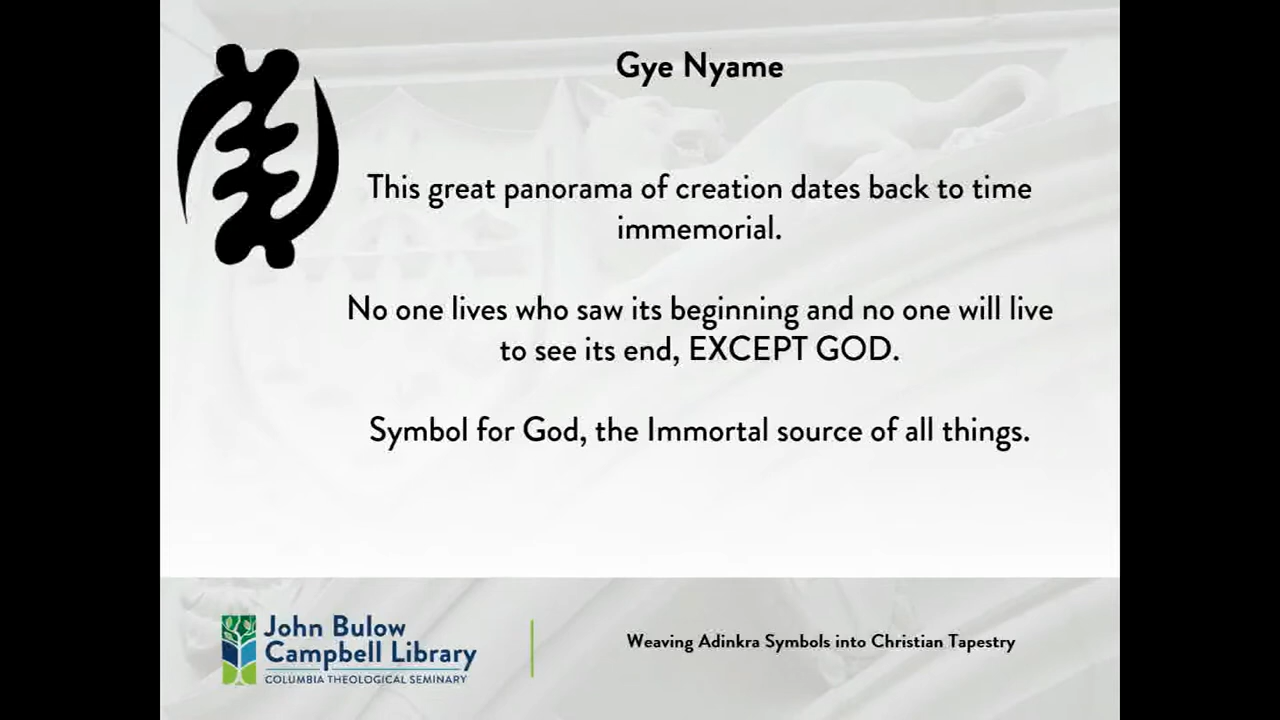 Gye Nyame
This great panorama of creation dates back to time
immemorial.
No one lives who saw its beginning and no one will live
to see its end, EXCEPT GOD.
Symbol for God, the Immortal source of all things.
John Bulow
Campbell Library
COLUMBIA THEOLOGICAL SEMINARY
Weaving Adinkra Symbols into Christian Tapestry